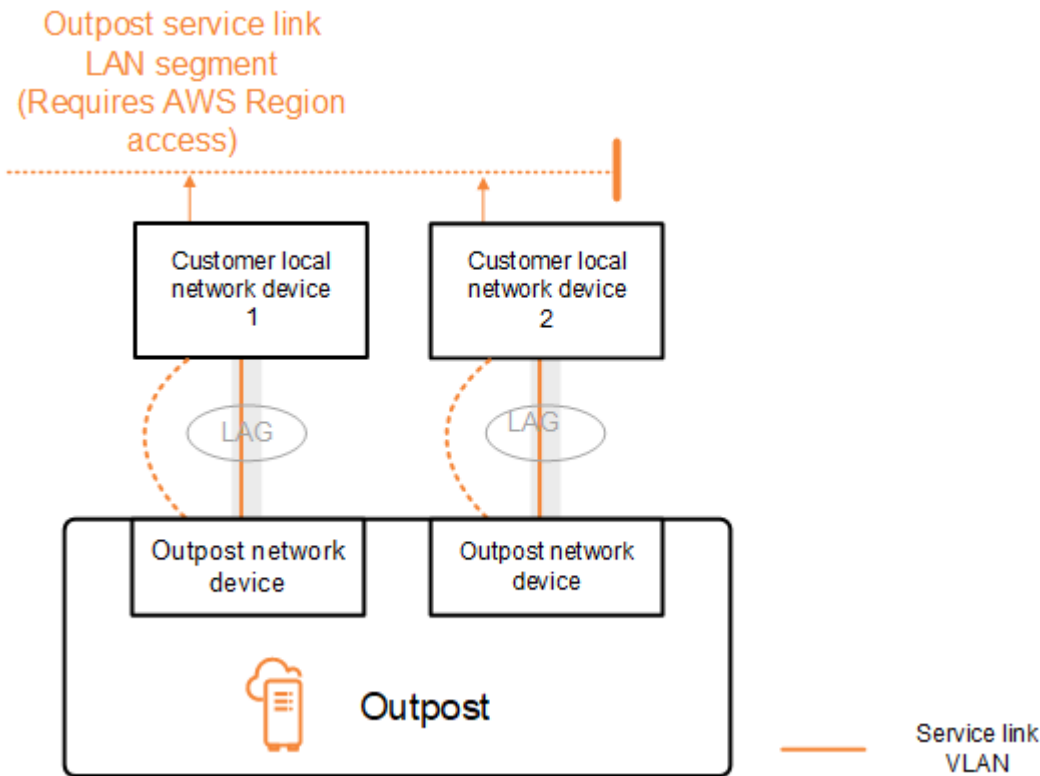 Outpost service link
LAN segment
(Requires AWS Region
access)
Customer local
network device
1
Customer local
network device
2
LAG
LAG
Outpost network
device
Outpost network
device
Outpost
Service link
VLAN